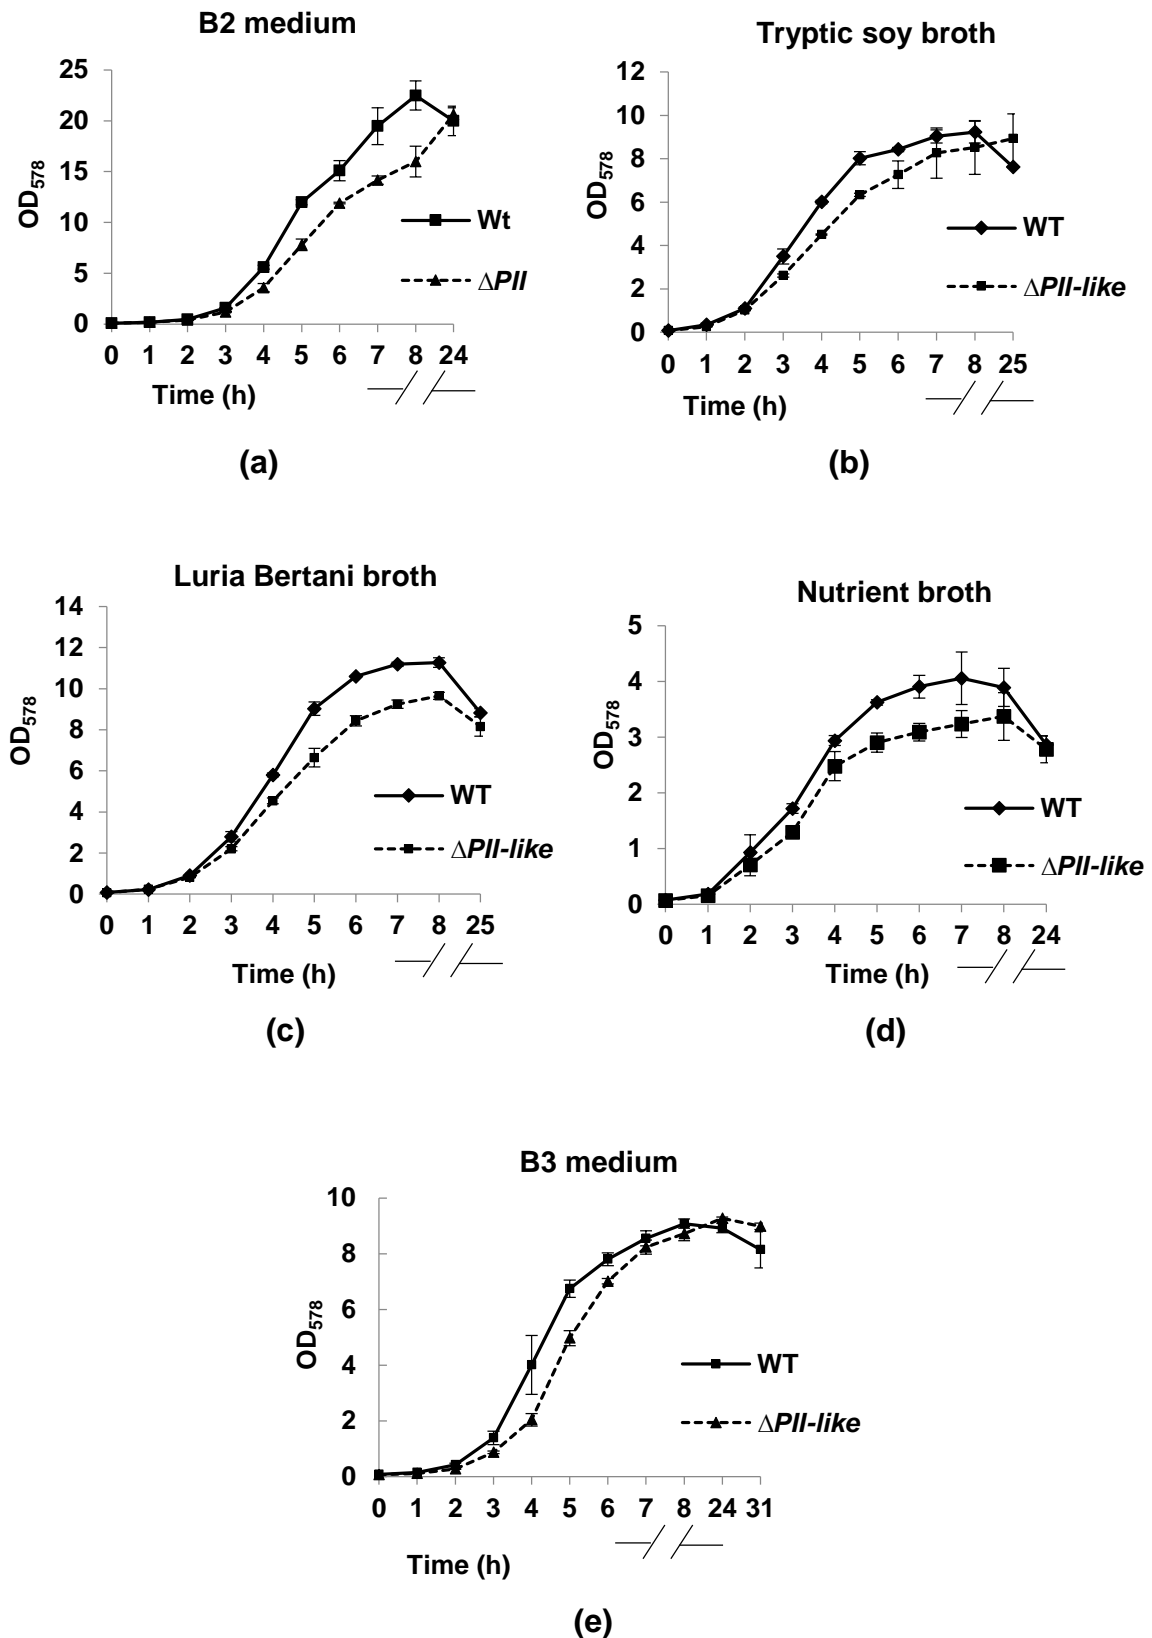 B2 medium
25
20
15
10
5
0
OD578
0 1 2 3 4 5 6 7 8 24
Time (h)
Wt
ΔPII
(a)
Tryptic soy broth
12
10
8
6
4
2
0
OD578
0 1 2 3 4 5 6 7 8 25
Time (h)
WT
ΔPII-like
(b)
Luria Bertani broth
14
12
10
8
6
4
2
0
OD578
0 1 2 3 4 5 6 7 8 25
Time (h)
WT
ΔPII-like
(c)
Nutrient broth
5
4
3
2
1
0
OD578
0 1 2 3 4 5 6 7 8 24
Time (h)
WT
ΔPII-like
(d)
B3 medium
10
8
6
4
2
0
OD578
0 1 2 3 4 5 6 7 8 24 31
Time (h)
WT
ΔPII-like
(e)